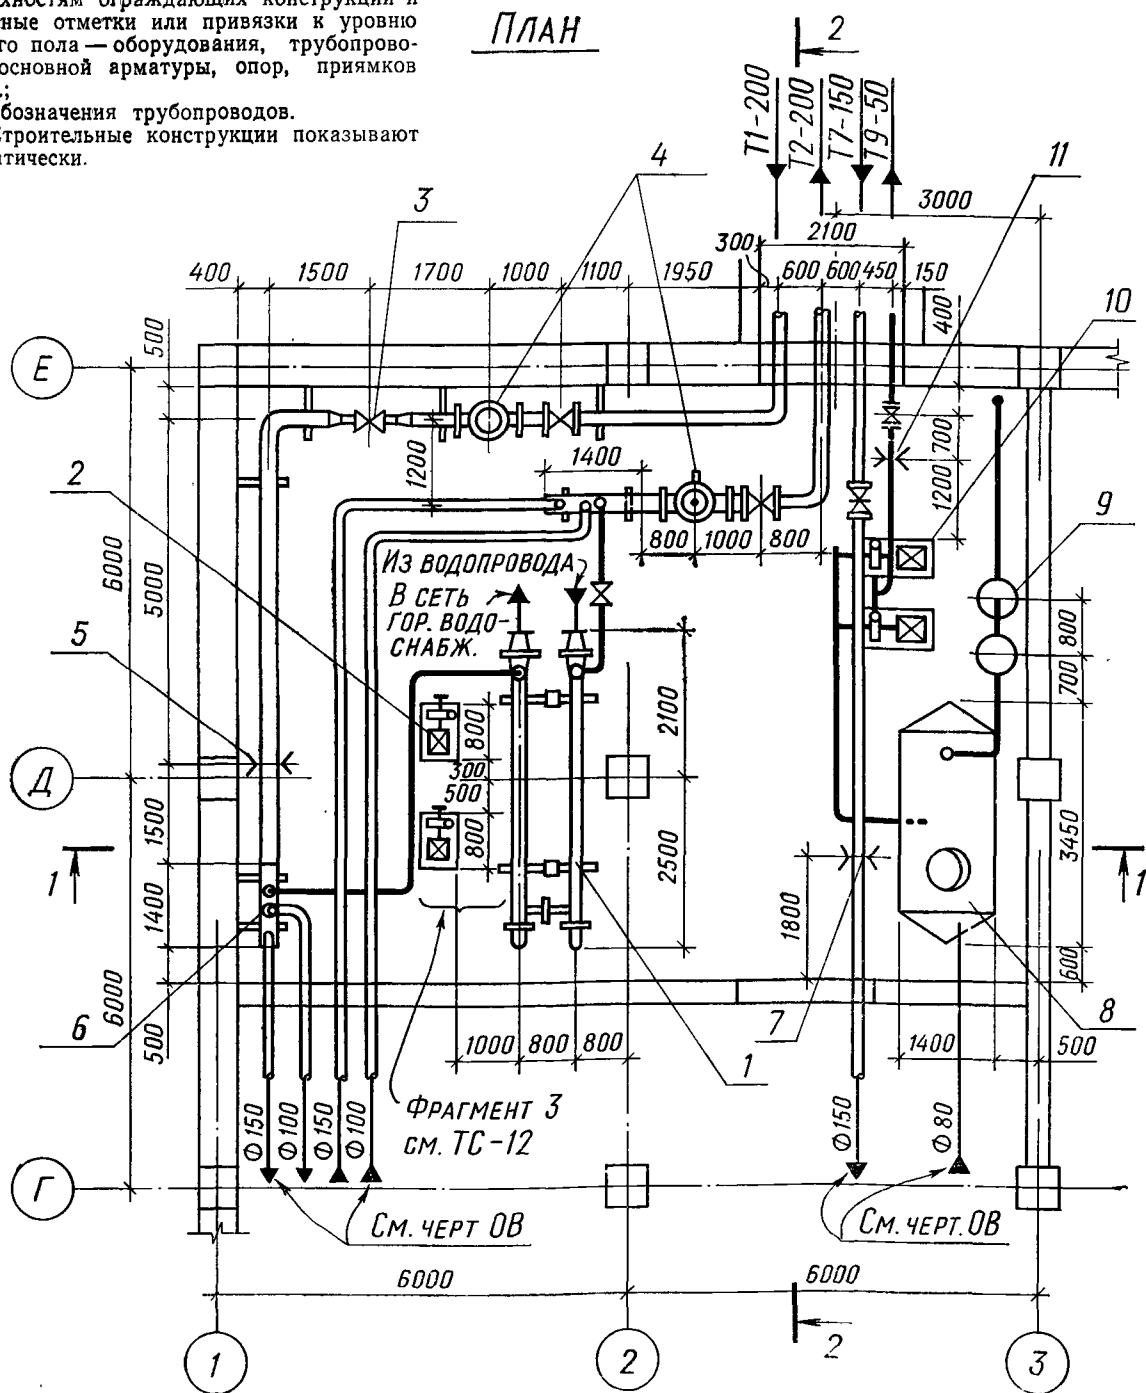 ограждающих конструкций и
отметки или привязки к уровню
пола — оборудования, трубопрово-
основной арматуры, опор, приямков
обозначения трубопроводов.
Строительные конструкции показывают
План
2
Т1-200
Т2-200
Т7-150
Т9-50
4
11
3
3000
300
2100
400
1500
1700
1000
1100
1950
600
600
450
150
10
500
400
Е
700
1200
1400
1200
2
9
800
1000
800
Из водопровода
В сеть
гор. водо-
снабж.
6000
5000
5
800
700
2100
800
300
500
800
Д
1500
2500
3450
1
1
1400
1800
600
6000
500
6
7
8
1000
800
800
1
1400
500
Фрагмент 3
см. ТС-12
Ф150
Ф100
Ф150
Ф100
Ф150
Ф80
Г
См. черт ОВ
См. черт. ОВ
6000
6000
2
1
2
3